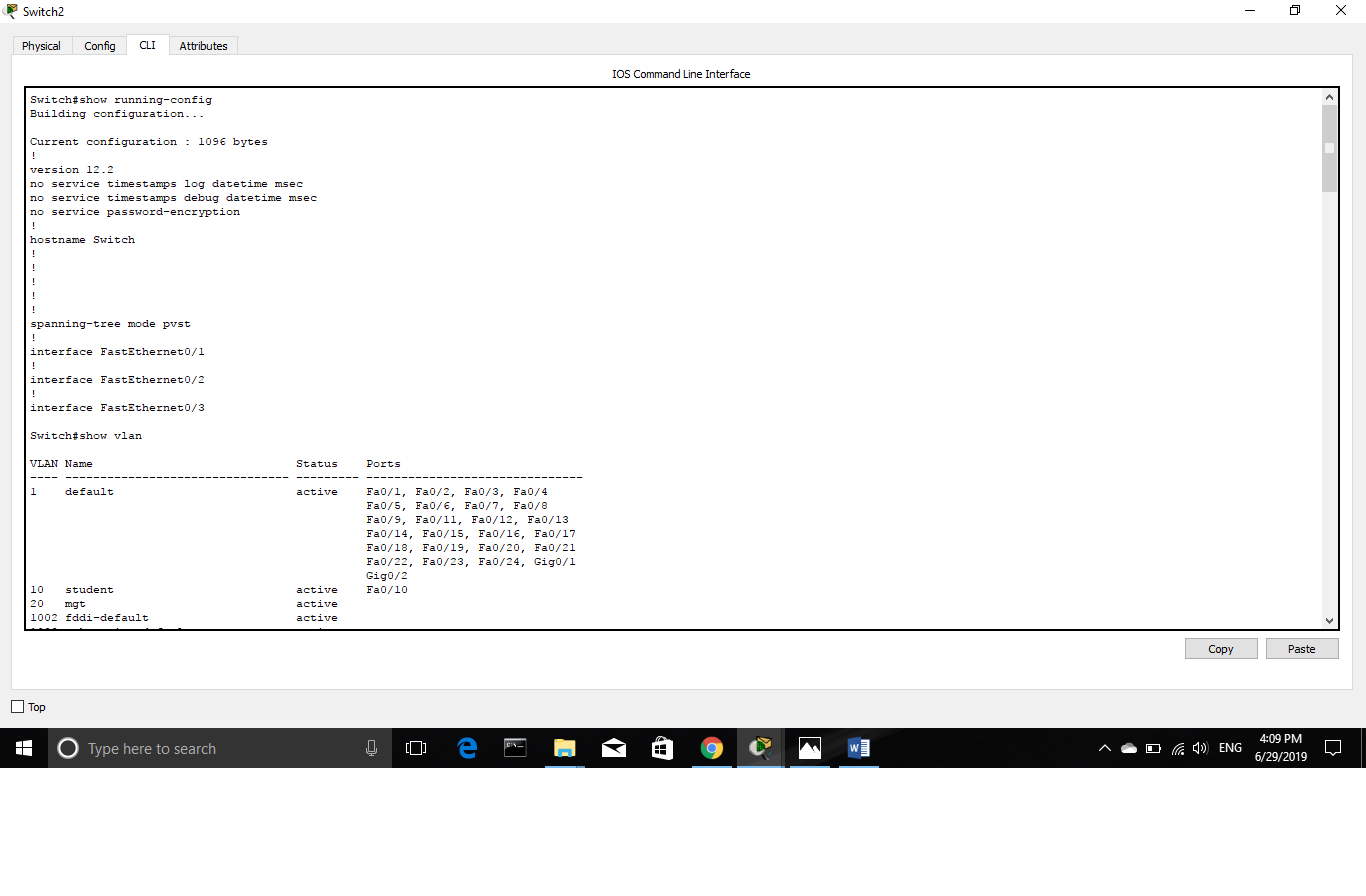 Switch2
Physical Config CLI Attributes
IOS Command Line Interface
Switch#show running-config
Building configuration...
Current configuration : 1096 bytes
!
version 12.2
no service timestamps log datetime msec
no service timestamps debug datetime msec
no service password-encryption
!
hostname Switch
!
!
!
!
!
spanning-tree mode pvst
!
interface FastEthernet0/1
!
interface FastEthernet0/2
!
interface FastEthernet0/3
Switch#show vlan
VLAN Name Status Ports
---- -------------------------------- --------- -------------------------------
1 default active Fa0/1, Fa0/2, Fa0/3, Fa0/4
Fa0/5, Fa0/6, Fa0/7, Fa0/8
Fa0/9, Fa0/11, Fa0/12, Fa0/13
Fa0/14, Fa0/15, Fa0/16, Fa0/17
Fa0/18, Fa0/19, Fa0/20, Fa0/21
Fa0/22, Fa0/23, Fa0/24, Gig0/1
Gig0/2
10 student active Fa0/10
20 mgt active
1002 fddi-default active
Copy Paste
Top
Type here to search
ENG
4:09 PM
6/29/2019